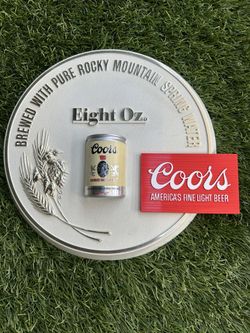 BREWED WITH PURE ROCKY MOUNTAIN SPRING WATER
Eight Oz.
Coors
Coors
AMERICA'S FINE LIGHT BEER